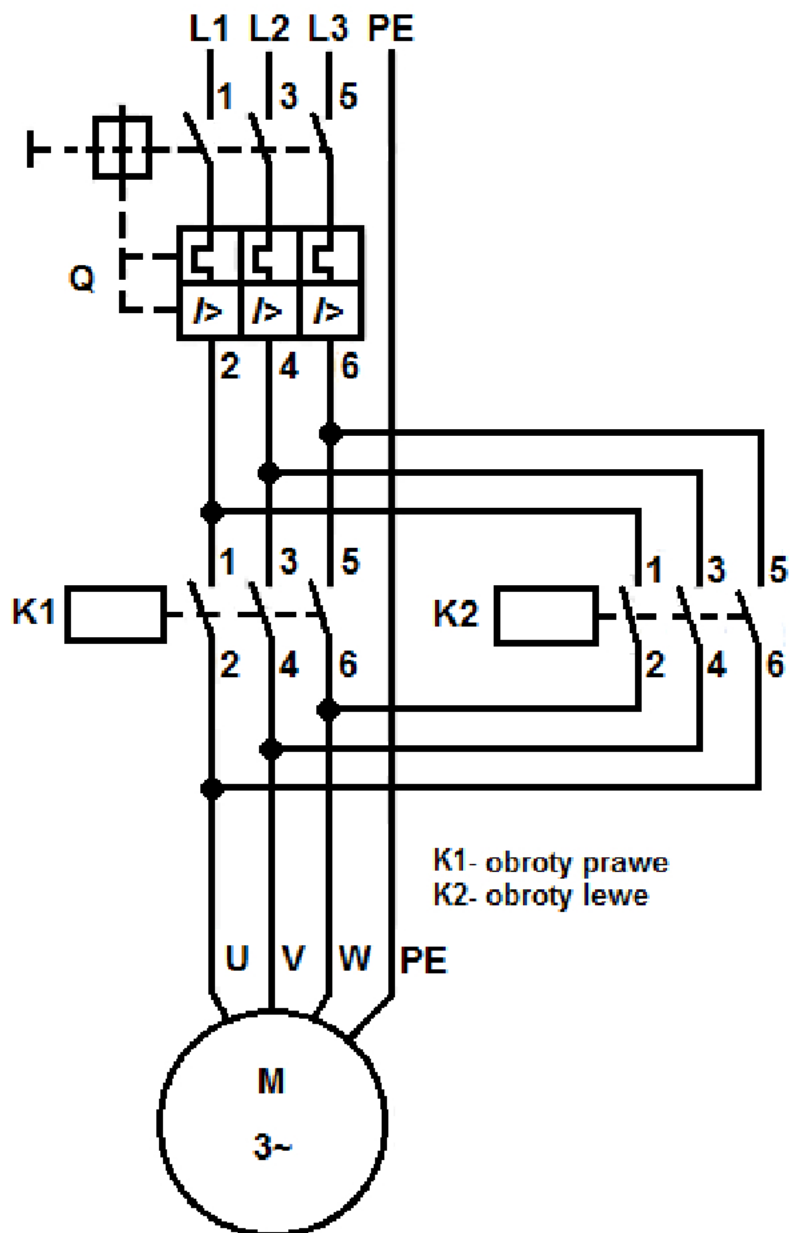 L1 L2 L3 PE
1 3 5
Q
I> I> I>
2 4 6
1 3 5
1 3 5
K1
K2
2 4 6
2 4 6
K1- obroty prawe
K2- obroty lewe
U V W PE
M
3~